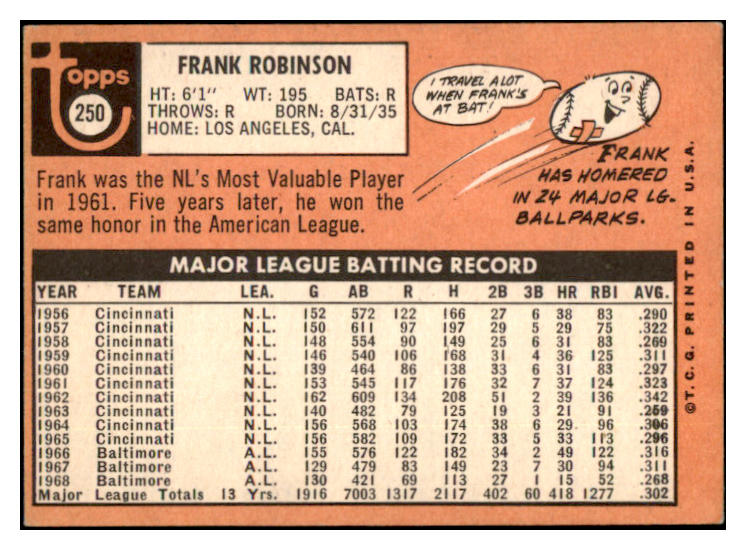 topps
250
FRANK ROBINSON
HT: 6'1" WT: 195 BATS: R
THROWS: R BORN: 8/31/35
HOME: LOS ANGELES, CAL.
I TRAVEL A LOT
WHEN FRANK'S
AT BAT!
FRANK
HAS HOMERED
IN 24 MAJOR LG.
BALLPARKS.
Frank was the NL's Most Valuable Player
in 1961. Five years later, he won the
same honor in the American League.
MAJOR LEAGUE BATTING RECORD
YEAR TEAM LEA. G AB R H 2B 3B HR RBI AVG.
1956 Cincinnati N.L. 152 572 122 166 27 6 38 83 .290
1957 Cincinnati N.L. 150 611 97 197 29 5 29 75 .322
1958 Cincinnati N.L. 148 554 90 149 25 6 31 83 .269
1959 Cincinnati N.L. 146 540 106 168 31 4 36 125 .311
1960 Cincinnati N.L. 139 464 86 138 33 6 31 83 .297
1961 Cincinnati N.L. 153 545 117 176 32 7 37 124 .323
1962 Cincinnati N.L. 162 609 134 208 51 2 39 136 .342
1963 Cincinnati N.L. 140 482 79 125 19 3 21 91 .259
1964 Cincinnati N.L. 156 568 103 174 38 6 29 96 .306
1965 Cincinnati N.L. 156 582 109 172 33 5 33 113 .296
1966 Baltimore A.L. 155 576 122 182 34 2 49 122 .316
1967 Baltimore A.L. 129 479 83 149 23 7 30 94 .311
1968 Baltimore A.L. 130 421 69 113 27 1 15 52 .268
Major League Totals 13 Yrs. 1916 7003 1317 2117 402 60 418 1277 .302
© T.C.G. PRINTED IN U.S.A.